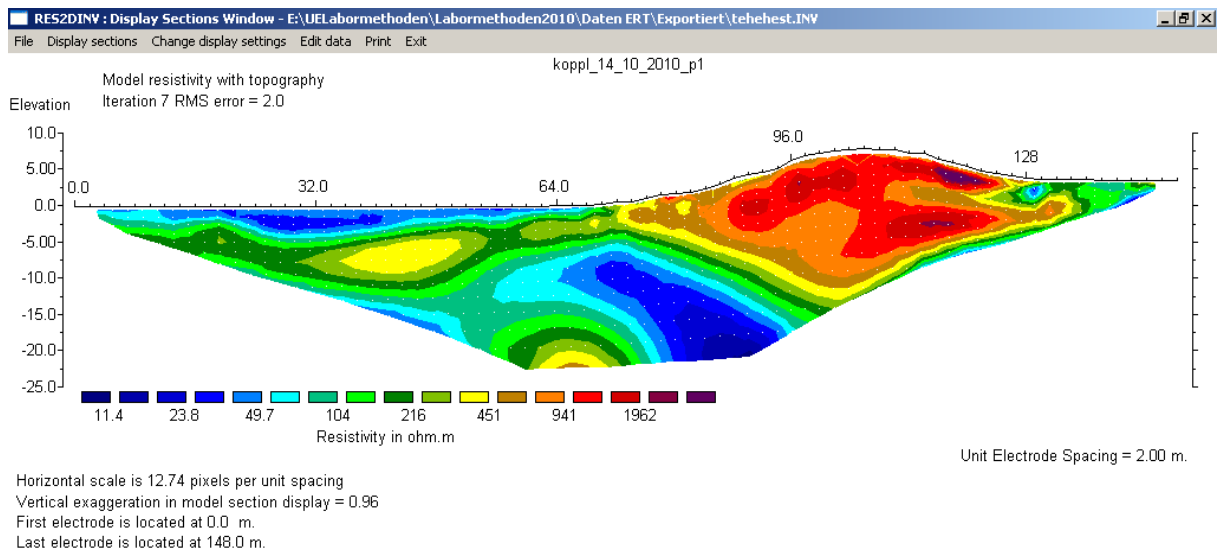 RES2DINV : Display Sections Window - E:\UELabormethoden\Labormethoden2010\Daten ERT\Exportiert\tehehest.INV
File Display sections Change display settings Edit data Print Exit
koppl_14_10_2010_p1
Model resistivity with topography
Iteration 7 RMS error = 2.0
Elevation
10.0
5.00
0.0
-5.00
-10.0
-15.0
-20.0
-25.0
0.0 32.0 64.0 96.0 128
11.4 23.8 49.7 104 216 451 941 1962
Resistivity in ohm.m
Unit Electrode Spacing = 2.00 m.
Horizontal scale is 12.74 pixels per unit spacing
Vertical exaggeration in model section display = 0.96
First electrode is located at 0.0 m.
Last electrode is located at 148.0 m.